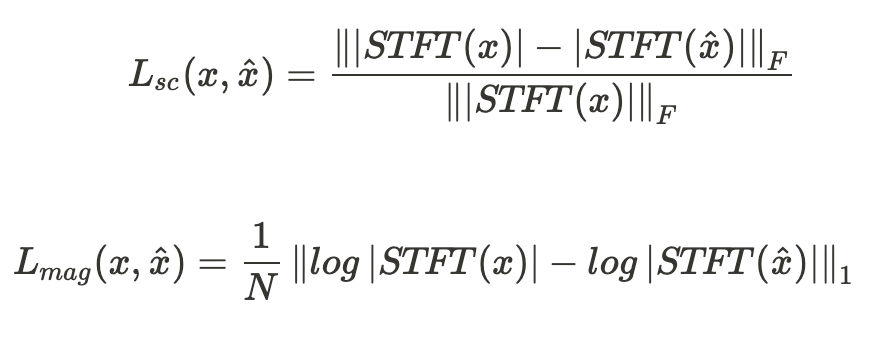 L_{sc}(x, \hat{x}) = \frac{\||STFT(x)| - |STFT(\hat{x})|\|_F}{\||STFT(x)|\|_F}
L_{mag}(x, \hat{x}) = \frac{1}{N} \|log |STFT(x)| - log |STFT(\hat{x})|\|_1